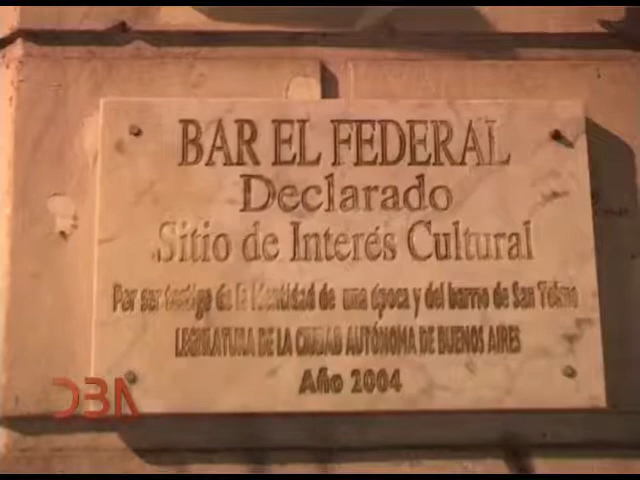 BAR EL FEDERAL
Declarado
Sitio de Interés Cultural
Por ser testigo de la identidad de una época y del barrio de San Telmo
LEGISLATURA DE LA CIUDAD AUTÓNOMA DE BUENOS AIRES
Año 2004
DBA